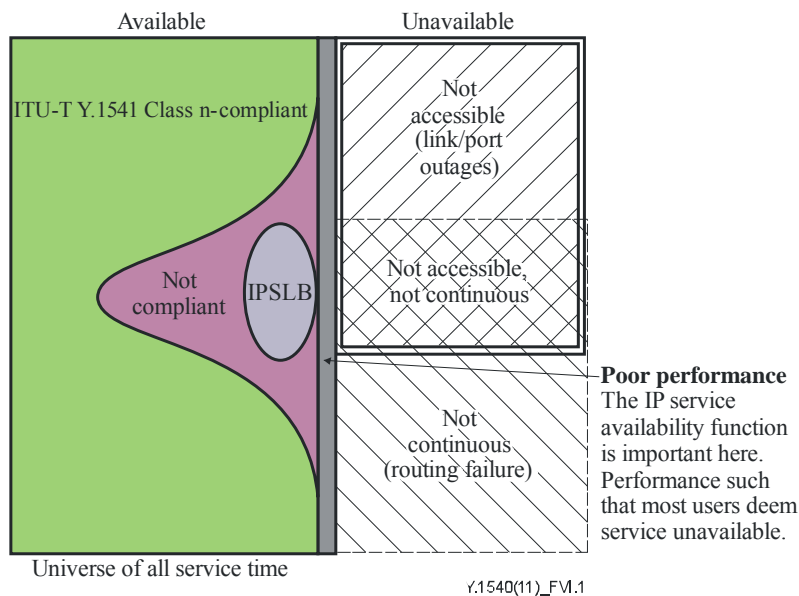 Available
Unavailable
ITU-T Y.1541 Class n-compliant
Not
accessible
(link/port
outages)
Not accessible,
not continuous
Not
compliant
IPSLB
Not
continuous
(routing failure)
Poor performance
The IP service
availability function
is important here.
Performance such
that most users deem
service unavailable.
Universe of all service time
Y.1540(11)_FVI.1